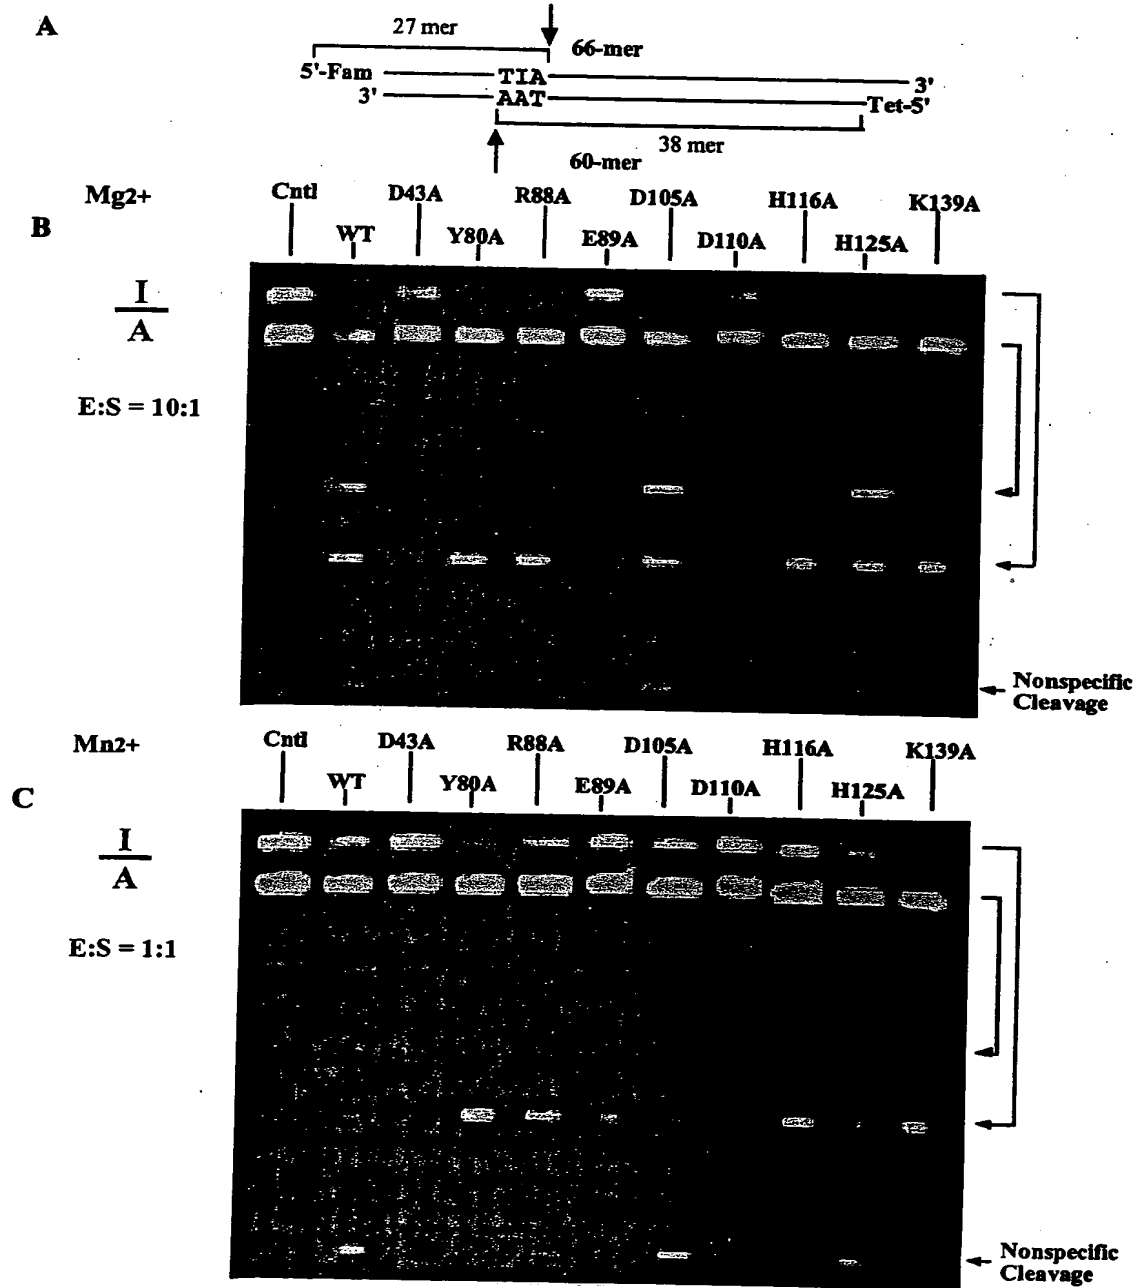 A
27 mer
66-mer
5'-Fam
TIA
3'
3'
AAT
Tet-5'
38 mer
60-mer
Mg2+
Cntl
D43A
R88A
D105A
H116A
K139A
B
WT
Y80A
E89A
D110A
H125A
I
A
E:S = 10:1
Nonspecific
Cleavage
Mn2+
Cntl
D43A
R88A
D105A
H116A
K139A
C
WT
Y80A
E89A
D110A
H125A
I
A
E:S = 1:1
Nonspecific
Cleavage